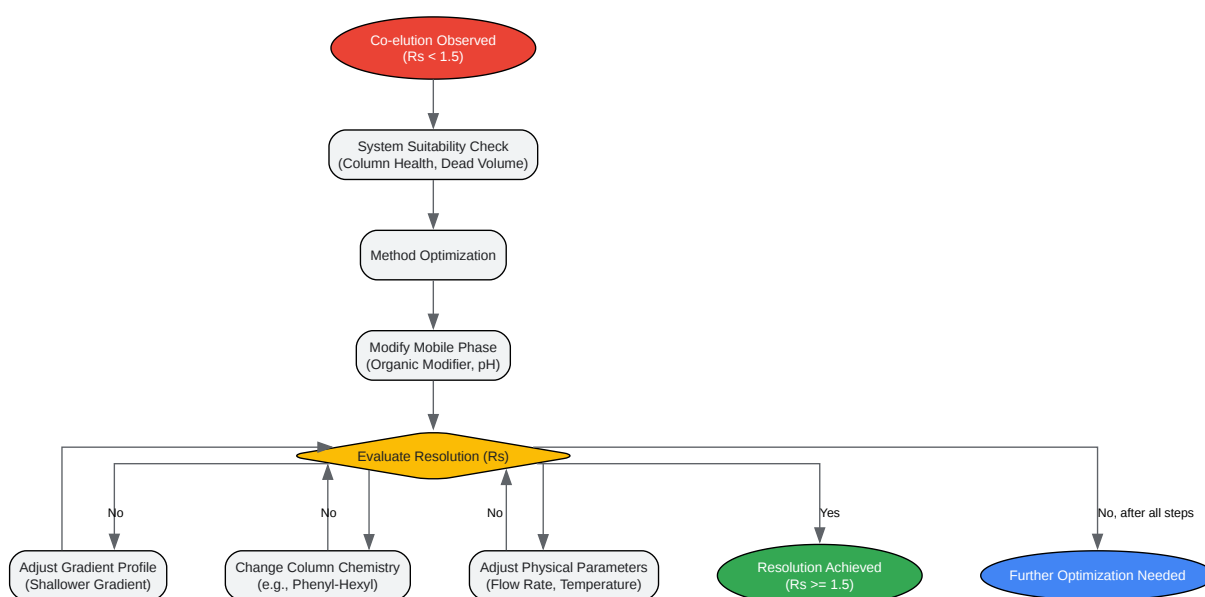 Co-elution Observed
(Rs < 1.5)
System Suitability Check
(Column Health, Dead Volume)
Method Optimization
Modify Mobile Phase
(Organic Modifier, pH)
Evaluate Resolution (Rs)
No
No
No
Yes
No, after all steps
Adjust Gradient Profile
(Shallower Gradient)
Change Column Chemistry
(e.g., Phenyl-Hexyl)
Adjust Physical Parameters
(Flow Rate, Temperature)
Resolution Achieved
(Rs >= 1.5)
Further Optimization Needed